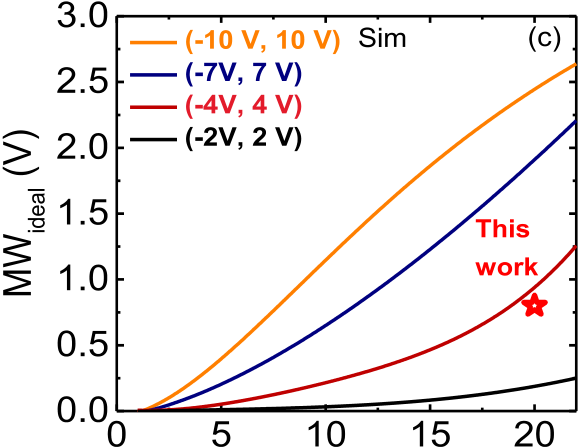 3.0
2.5
2.0
1.5
1.0
0.5
0.0
MWideal (V)
(-10 V, 10 V)
(-7V, 7 V)
(-4V, 4 V)
(-2V, 2 V)
Sim
(c)
This
work
0 5 10 15 20